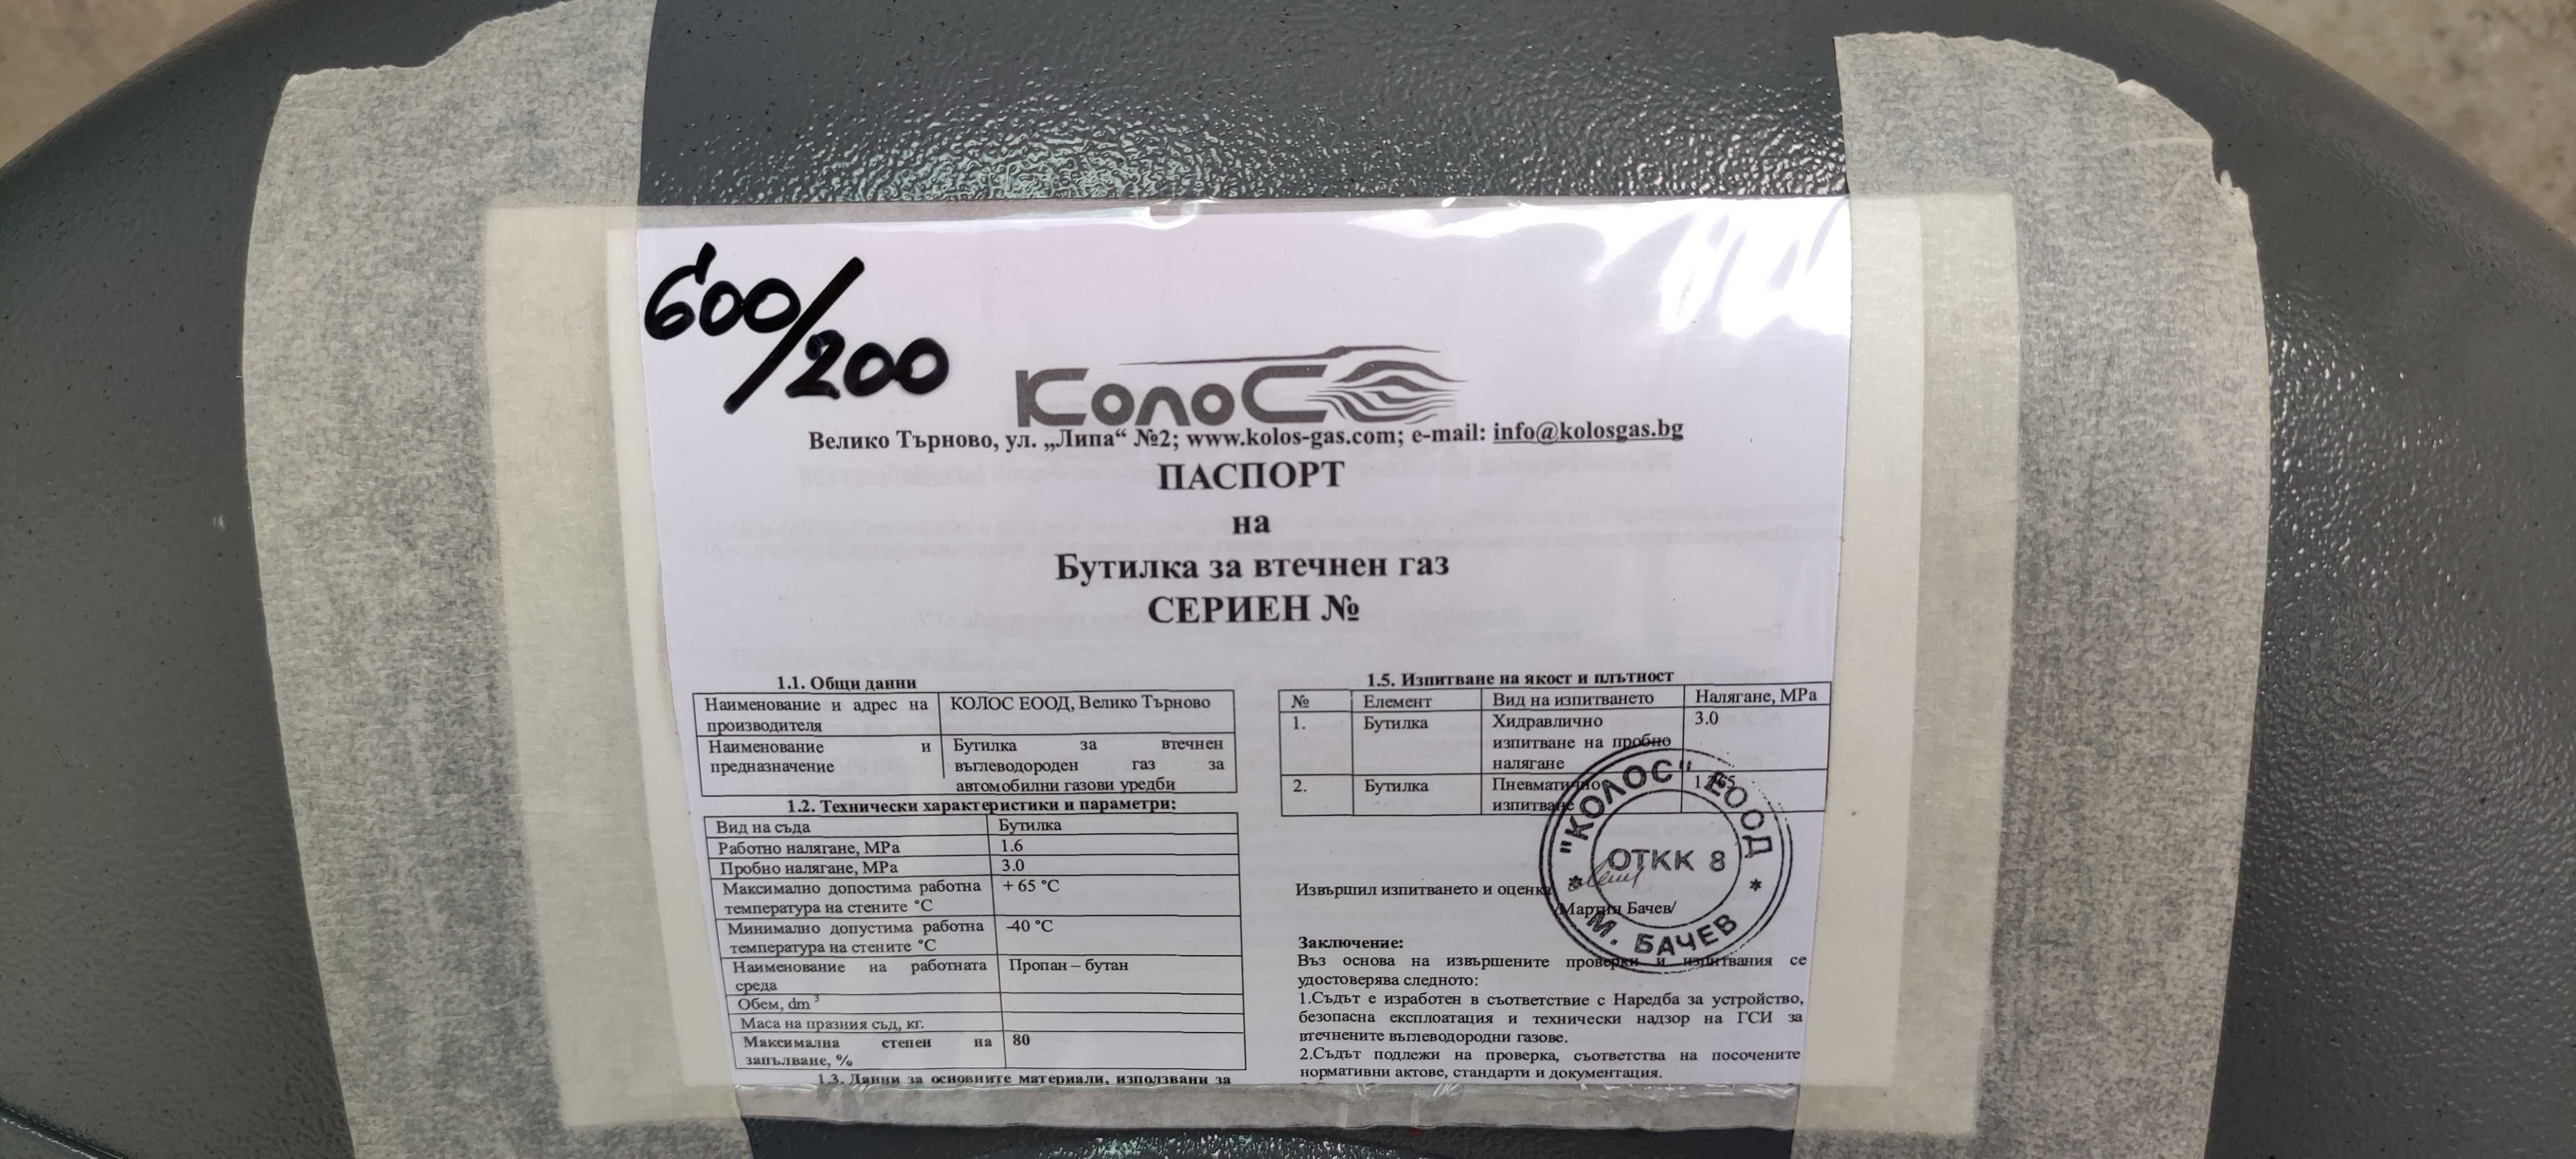 600/200
КолоС
Велико Търново, ул. „Липа“ №2; www.kolos-gas.com; e-mail: info@kolosgas.bg
ПАСПОРТ
на
Бутилка за втечнен газ
СЕРИЕН №
1.1. Общи данни
Наименование и адрес на КОЛОС ЕООД, Велико Търново
производителя
Наименование и Бутилка за втечнен
предназначение въглеводороден газ за
автомобилни газови уредби
1.2. Технически характеристики и параметри:
Вид на съда Бутилка
Работно налягане, МРа 1.6
Пробно налягане, МРа 3.0
Максимално допостима работна + 65 °C
температура на стените °C
Минимално допустима работна -40 °C
температура на стените °C
Наименование на работната Пропан – бутан
среда
Обем, dm ³
Маса на празния съд, кг.
Максимална степен на 80
запълване, %
1.3. Данни за основните материали, използвани за
1.5. Изпитване на якост и плътност
№ Елемент Вид на изпитването Налягане, МРа
1. Бутилка Хидравлично 3.0
изпитване на пробно
налягане
2. Бутилка Пневматично
изпитване
"КОЛОС" ЕООД
ОТКК 8
М. БАЧЕВ
Извършил изпитването и оценка
/Мартин Бачев/
Заключение:
Въз основа на извършените проверки и изпитвания се
удостоверява следното:
1.Съдът е изработен в съответствие с Наредба за устройство,
безопасна експлоатация и технически надзор на ГСИ за
втечнените въглеводородни газове.
2.Съдът подлежи на проверка, съответства на посочените
нормативни актове, стандарти и документация.